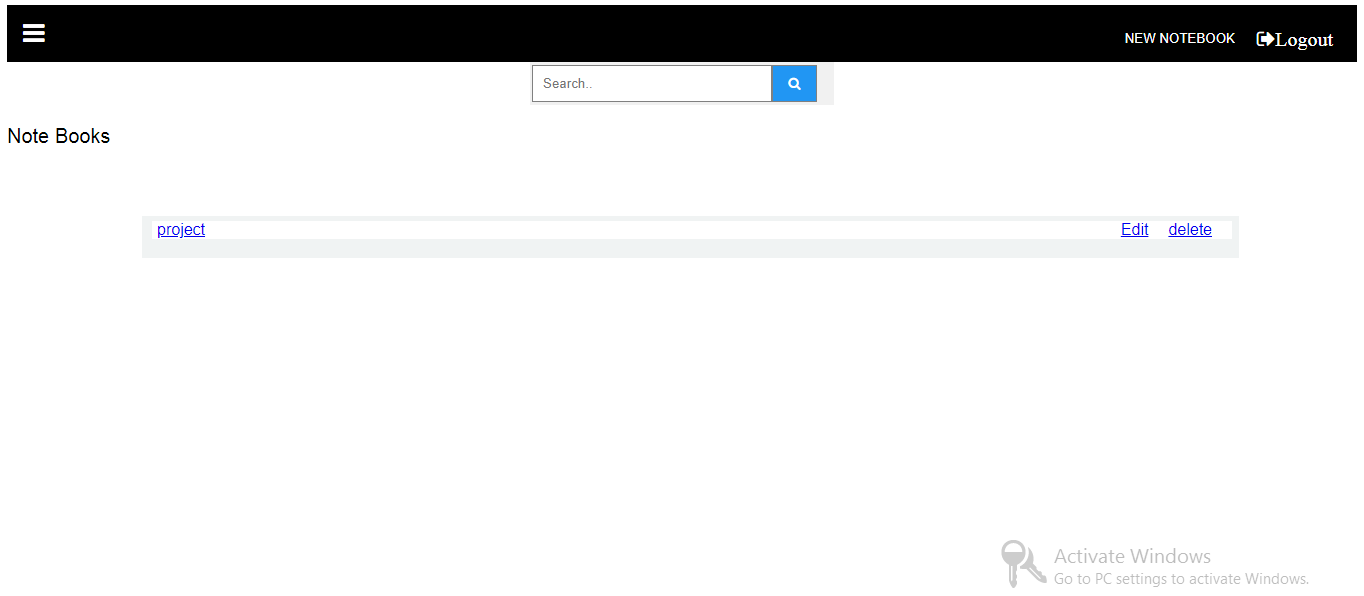 NEW NOTEBOOK Logout
Search..
Note Books
project Edit delete
Activate Windows
Go to PC settings to activate Windows.